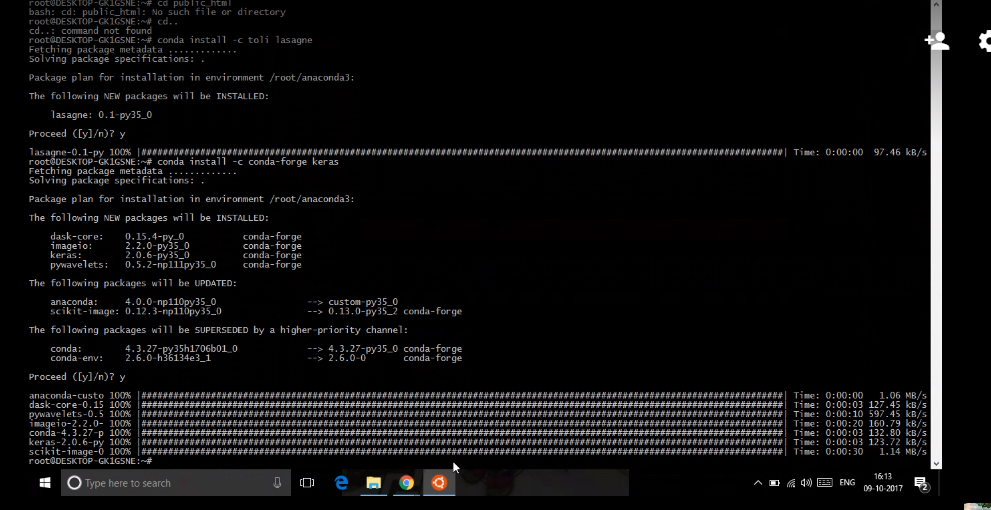 root@DESKTOP-GK1GSNE:~# cd public_html
bash: cd: public_html: No such file or directory
root@DESKTOP-GK1GSNE:~# cd..
cd..: command not found
root@DESKTOP-GK1GSNE:~# conda install -c toli lasagne
Fetching package metadata .............
Solving package specifications: .
Package plan for installation in environment /root/anaconda3:
The following NEW packages will be INSTALLED:
lasagne: 0.1-py35_0
Proceed ([y]/n)? y
lasagne-0.1-py 100% |################################################################| Time: 0:00:00 97.46 kB/s
root@DESKTOP-GK1GSNE:~# conda install -c conda-forge keras
Fetching package metadata .............
Solving package specifications: .
Package plan for installation in environment /root/anaconda3:
The following NEW packages will be INSTALLED:
dask-core: 0.15.4-py_0 conda-forge
imageio: 2.2.0-py35_0 conda-forge
keras: 2.0.6-py35_0 conda-forge
pywavelets: 0.5.2-np111py35_0 conda-forge
The following packages will be UPDATED:
anaconda: 4.0.0-np110py35_0 --> custom-py35_0
scikit-image: 0.12.3-np110py35_0 --> 0.13.0-py35_2 conda-forge
The following packages will be SUPERSEDED by a higher-priority channel:
conda: 4.3.27-py35h1706b01_0 --> 4.3.27-py35_0 conda-forge
conda-env: 2.6.0-h36134e3_1 --> 2.6.0-0 conda-forge
Proceed ([y]/n)? y
anaconda-custo 100% |################################################################| Time: 0:00:00 1.06 MB/s
dask-core-0.15 100% |################################################################| Time: 0:00:03 127.45 kB/s
pywavelets-0.5 100% |################################################################| Time: 0:00:10 597.45 kB/s
imageio-2.2.0- 100% |################################################################| Time: 0:00:20 160.79 kB/s
conda-4.3.27-p 100% |################################################################| Time: 0:00:03 132.80 kB/s
keras-2.0.6-py 100% |################################################################| Time: 0:00:03 123.72 kB/s
scikit-image-0 100% |################################################################| Time: 0:00:30 1.14 MB/s
root@DESKTOP-GK1GSNE:~#
Type here to search
ENG
16:13
09-10-2017
2